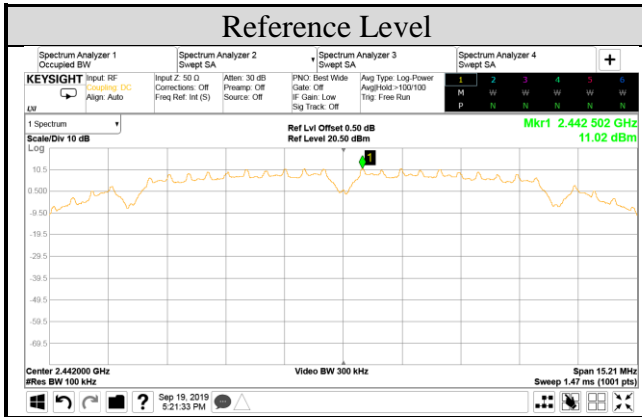 Reference Level
Spectrum Analyzer 1
Occupied BW
Spectrum Analyzer 2
Swept SA
Spectrum Analyzer 3
Swept SA
Spectrum Analyzer 4
Swept SA
+
KEYSIGHT
LXI
Input: RF
Coupling: DC
Align: Auto
Input Z: 50 Ω
Corrections: Off
Freq Ref: Int (S)
Atten: 30 dB
Preamp: Off
Source: Off
PNO: Best Wide
Gate: Off
IF Gain: Low
Sig Track: Off
Avg Type: Log-Power
Avg|Hold:>100/100
Trig: Free Run
1 2 3 4 5 6
M W W W W W
P N N N N N
1 Spectrum
Scale/Div 10 dB
Log
Ref Lvl Offset 0.50 dB
Ref Level 20.50 dBm
Mkr1 2.442 502 GHz
11.02 dBm
1
10.5
0.500
-9.50
-19.5
-29.5
-39.5
-49.5
-59.5
-69.5
Center 2.442000 GHz
#Res BW 100 kHz
Video BW 300 kHz
Span 15.21 MHz
Sweep 1.47 ms (1001 pts)
?
Sep 19, 2019
5:21:33 PM